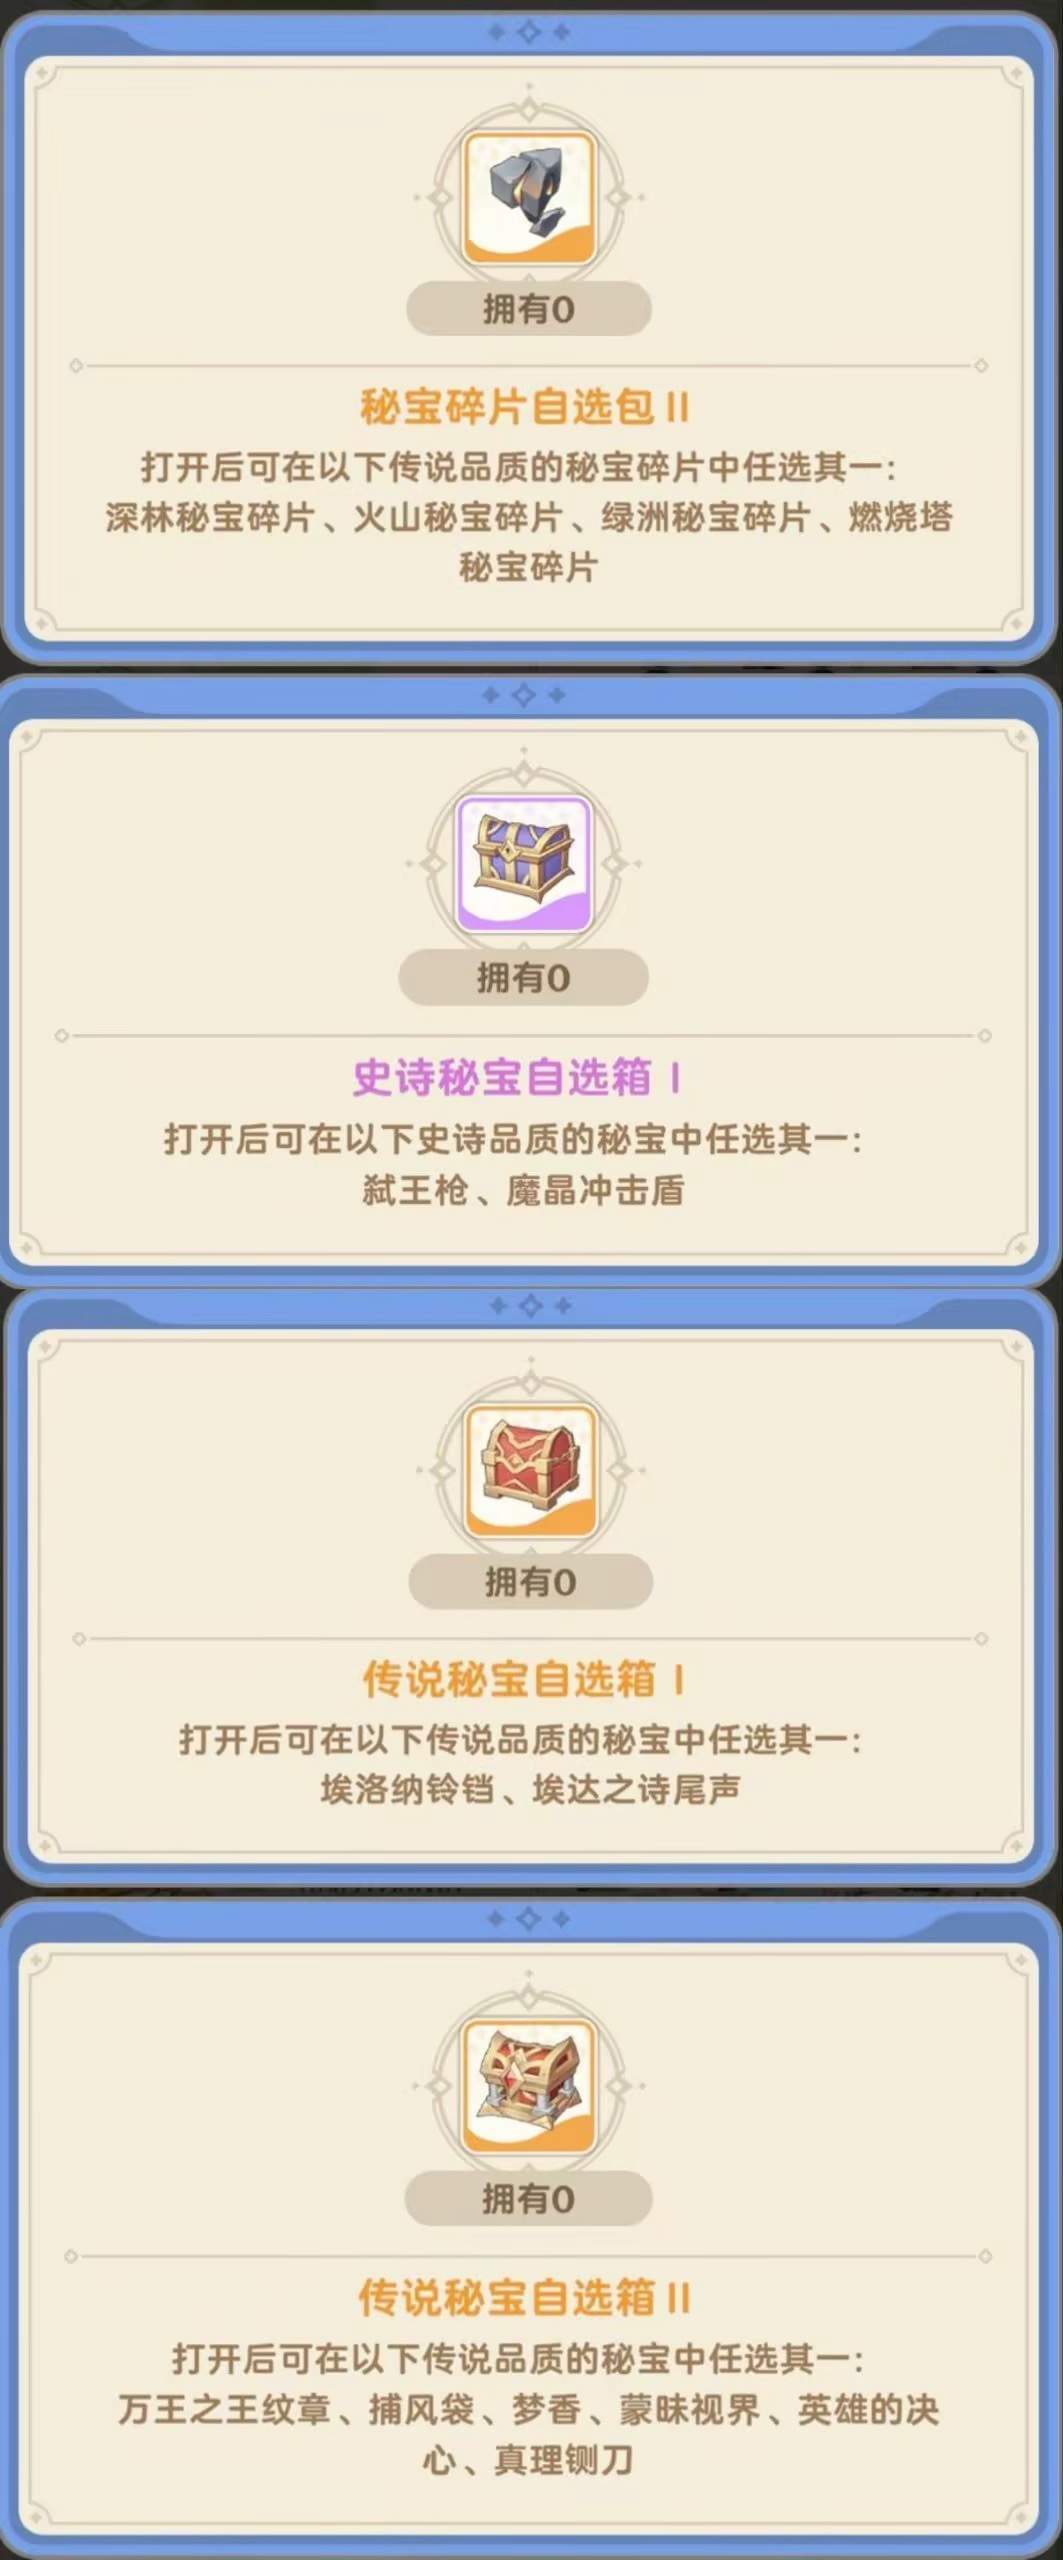 拥有0
秘宝碎片自选包II
打开后可在以下传说品质的秘宝碎片中任选其一:
深林秘宝碎片、火山秘宝碎片、绿洲秘宝碎片、燃烧塔
秘宝碎片
拥有0
史诗秘宝自选箱I
打开后可在以下史诗品质的秘宝中任选其一:
弑王枪、魔晶冲击盾
拥有0
传说秘宝自选箱I
打开后可在以下传说品质的秘宝中任选其一:
埃洛纳铃铛、埃达之诗尾声
拥有0
传说秘宝自选箱II
打开后可在以下传说品质的秘宝中任选其一:
万王之王纹章、捕风袋、梦香、蒙昧视界、英雄的决
心、真理铡刀